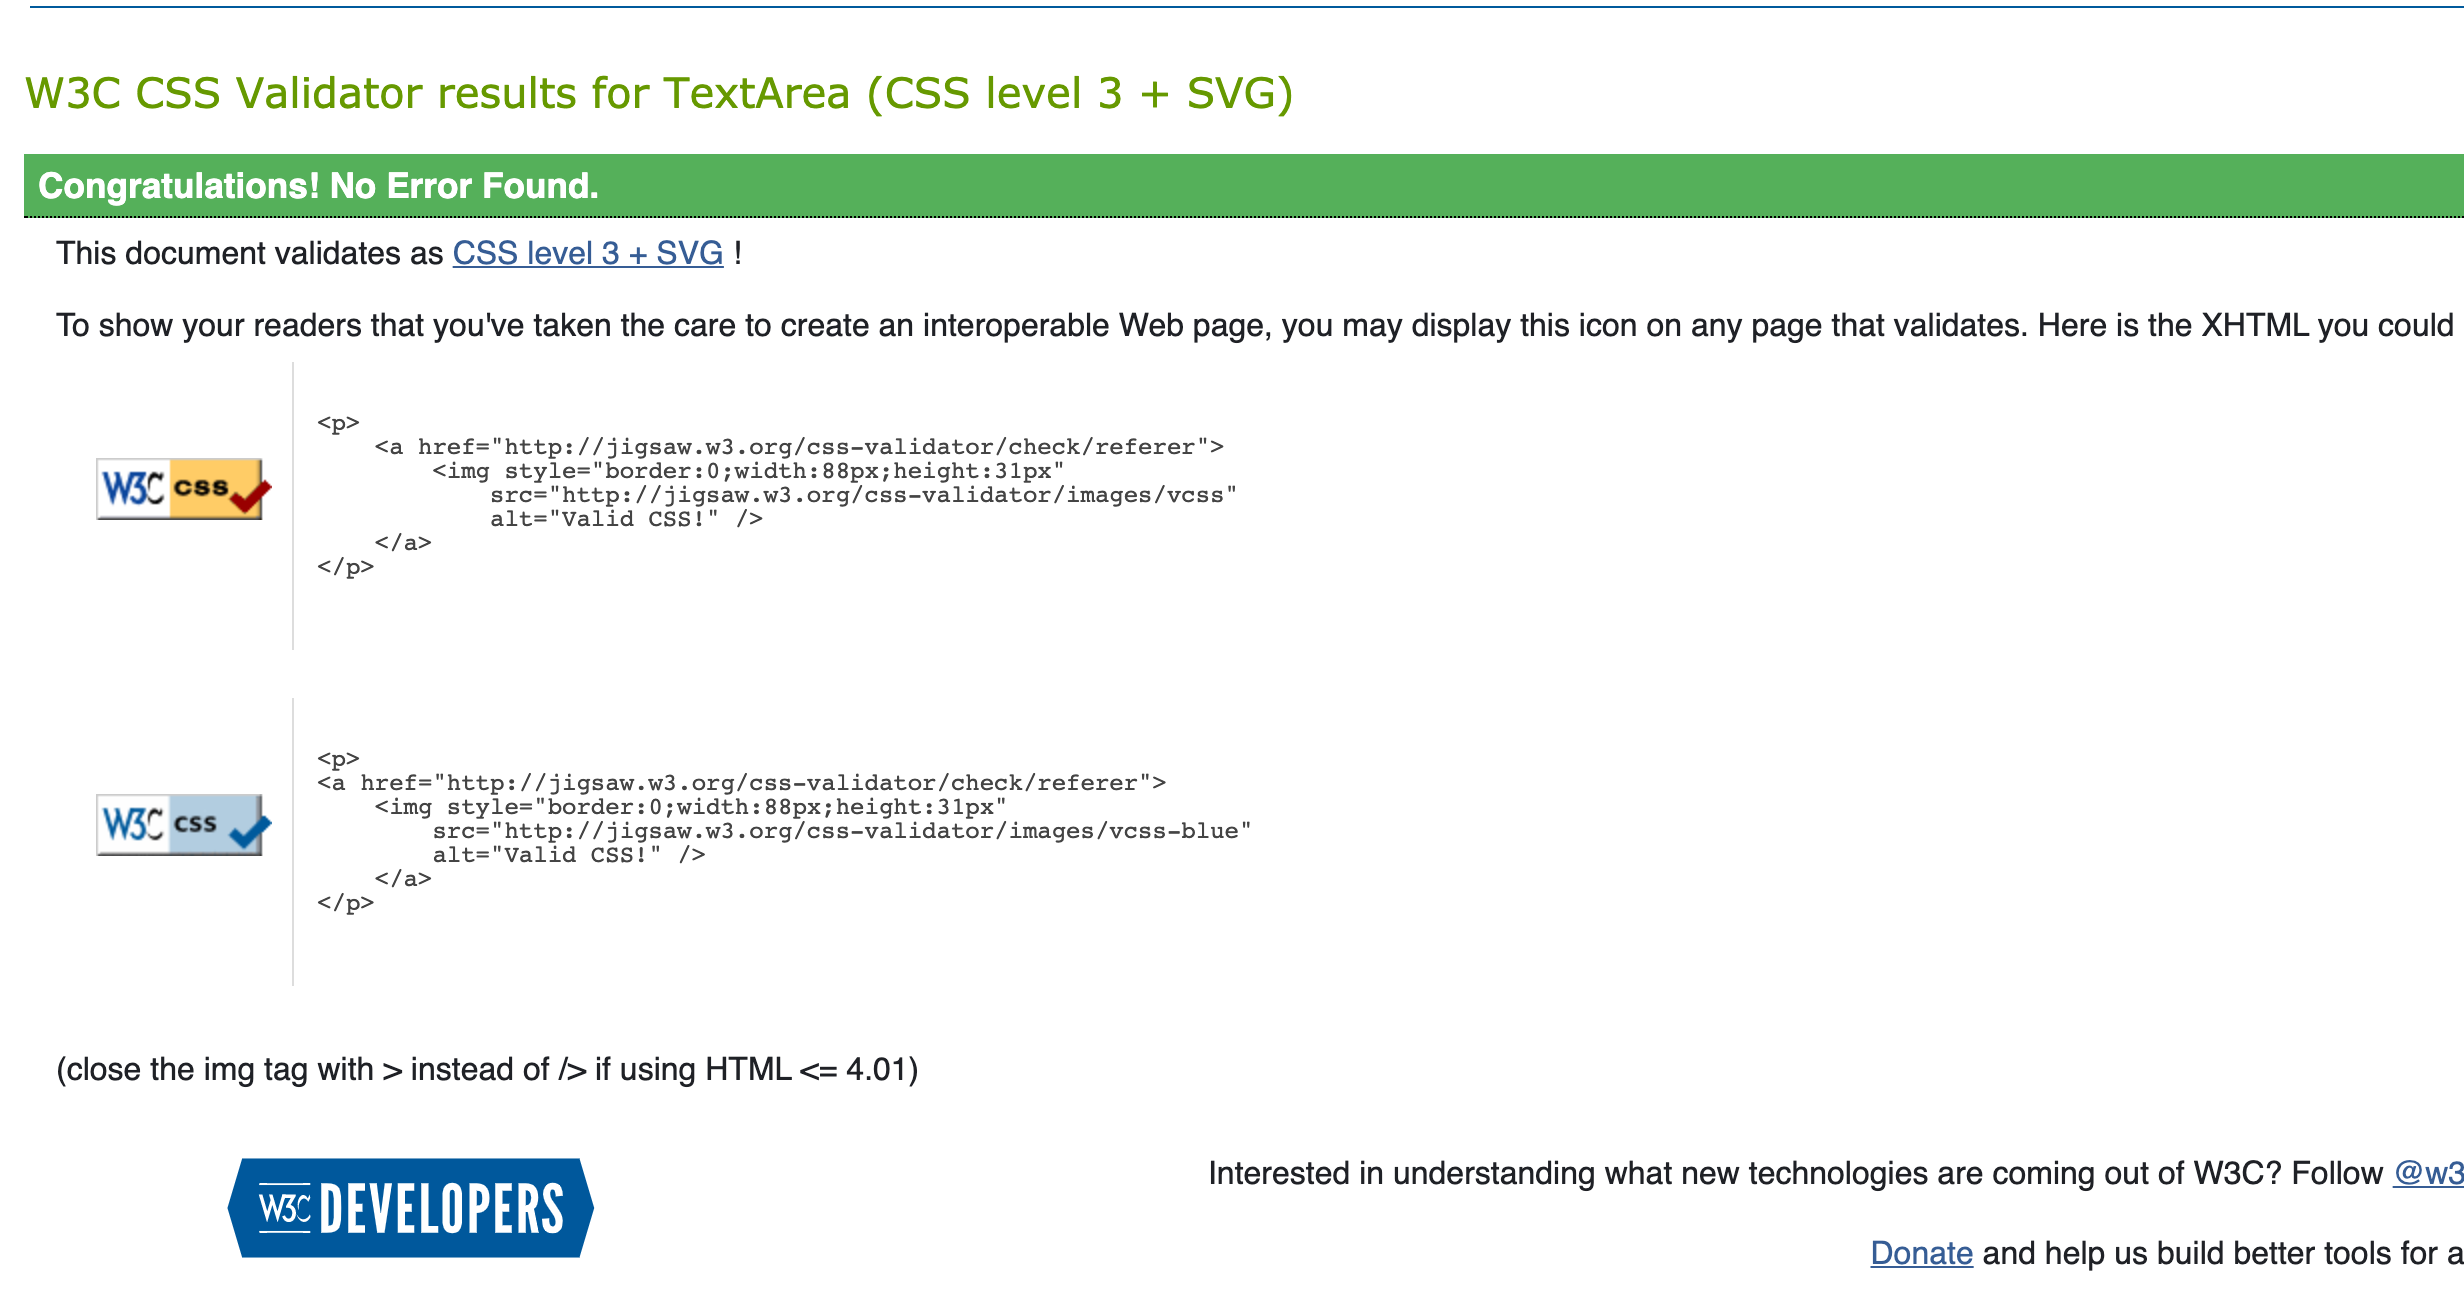 W3C CSS Validator results for TextArea (CSS level 3 + SVG)
Congratulations! No Error Found.
This document validates as CSS level 3 + SVG !
To show your readers that you've taken the care to create an interoperable Web page, you may display this icon on any page that validates. Here is the XHTML you could
W3C css
<p>
    <a href="http://jigsaw.w3.org/css-validator/check/referer">
        <img style="border:0;width:88px;height:31px"
            src="http://jigsaw.w3.org/css-validator/images/vcss"
            alt="Valid CSS!" />
    </a>
</p>
W3C css
<p>
<a href="http://jigsaw.w3.org/css-validator/check/referer">
    <img style="border:0;width:88px;height:31px"
        src="http://jigsaw.w3.org/css-validator/images/vcss-blue"
        alt="Valid CSS!" />
    </a>
</p>
(close the img tag with > instead of /> if using HTML <= 4.01)
W3C DEVELOPERS
Interested in understanding what new technologies are coming out of W3C? Follow @w3
Donate and help us build better tools for a